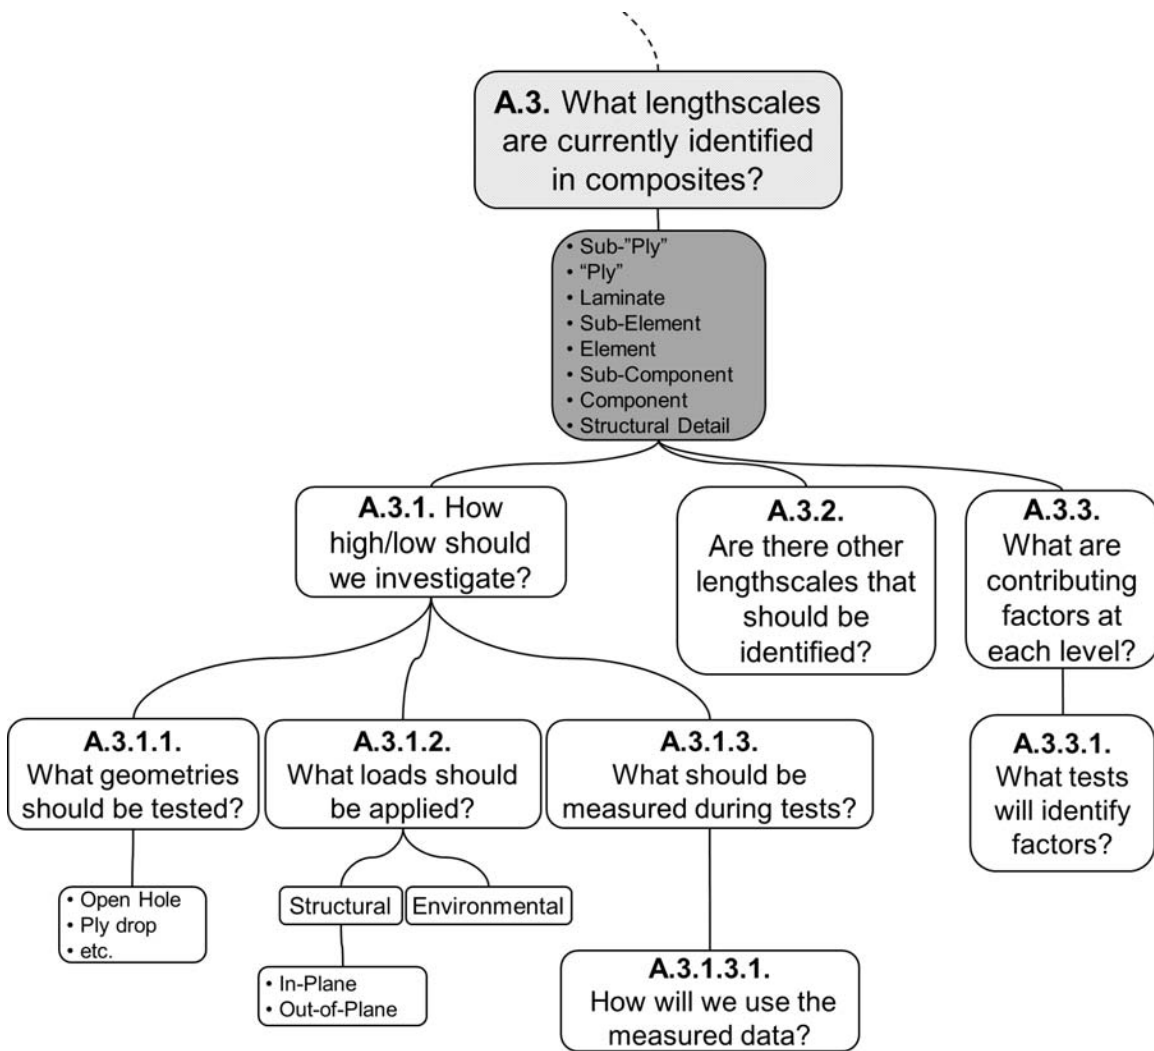 A.3. What lengthscales
are currently identified
in composites?
• Sub-”Ply”
• “Ply”
• Laminate
• Sub-Element
• Element
• Sub-Component
• Component
• Structural Detail
A.3.1. How
high/low should
we investigate?
A.3.2.
Are there other
lengthscales that
should be
identified?
A.3.3.
What are
contributing
factors at
each level?
A.3.1.1.
What geometries
should be tested?
A.3.1.2.
What loads should
be applied?
A.3.1.3.
What should be
measured during tests?
A.3.3.1.
What tests
will identify
factors?
• Open Hole
• Ply drop
• etc.
Structural
Environmental
• In-Plane
• Out-of-Plane
A.3.1.3.1.
How will we use the
measured data?